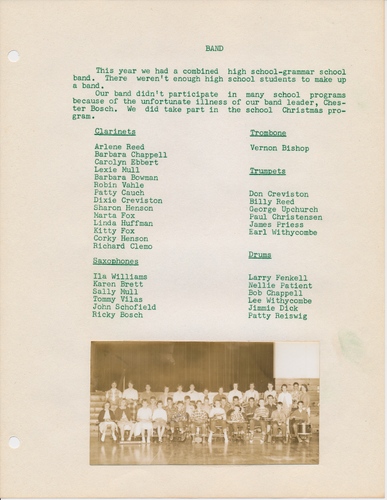 BAND
This year we had a combined high school-grammar school
band. There weren't enough high school students to make up
a band.
Our band didn't participate in many school programs
because of the unfortunate illness of our band leader, Ches-
ter Bosch. We did take part in the school Christmas pro-
gram.
Clarinets
Arlene Reed
Barbara Chappell
Carolyn Ebbert
Lexie Mull
Barbara Bowman
Robin Vahle
Patty Cauch
Dixie Creviston
Sharon Henson
Marta Fox
Linda Huffman
Kitty Fox
Corky Henson
Richard Clemo
Saxophones
Ila Williams
Karen Brett
Sally Mull
Tommy Vilas
John Schofield
Ricky Bosch
Trombone
Vernon Bishop
Trumpets
Don Creviston
Billy Reed
George Upchurch
Paul Christensen
James Priess
Earl Withycombe
Drums
Larry Fenkell
Nellie Patient
Bob Chappell
Lee Withycombe
Jimmie Dick
Patty Reiswig